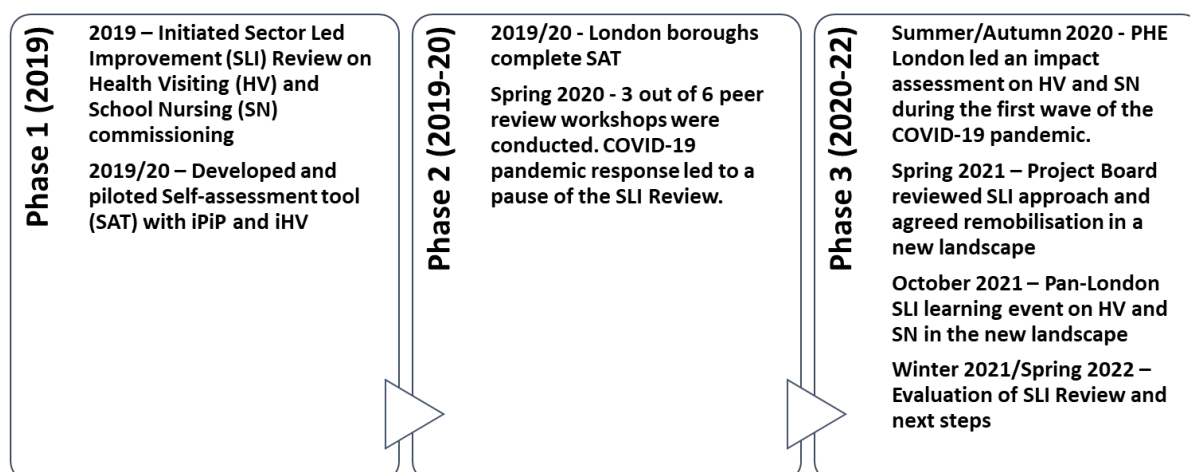 Phase 1 (2019)
2019 – Initiated Sector Led
Improvement (SLI) Review on
Health Visiting (HV) and
School Nursing (SN)
commissioning
2019/20 – Developed and
piloted Self-assessment tool
(SAT) with iPiP and iHV
Phase 2 (2019-20)
2019/20 - London boroughs
complete SAT
Spring 2020 - 3 out of 6 peer
review workshops were
conducted. COVID-19
pandemic response led to a
pause of the SLI Review.
Phase 3 (2020-22)
Summer/Autumn 2020 - PHE
London led an impact
assessment on HV and SN
during the first wave of the
COVID-19 pandemic.
Spring 2021 – Project Board
reviewed SLI approach and
agreed remobilisation in a
new landscape
October 2021 – Pan-London
SLI learning event on HV and
SN in the new landscape
Winter 2021/Spring 2022 –
Evaluation of SLI Review and
next steps